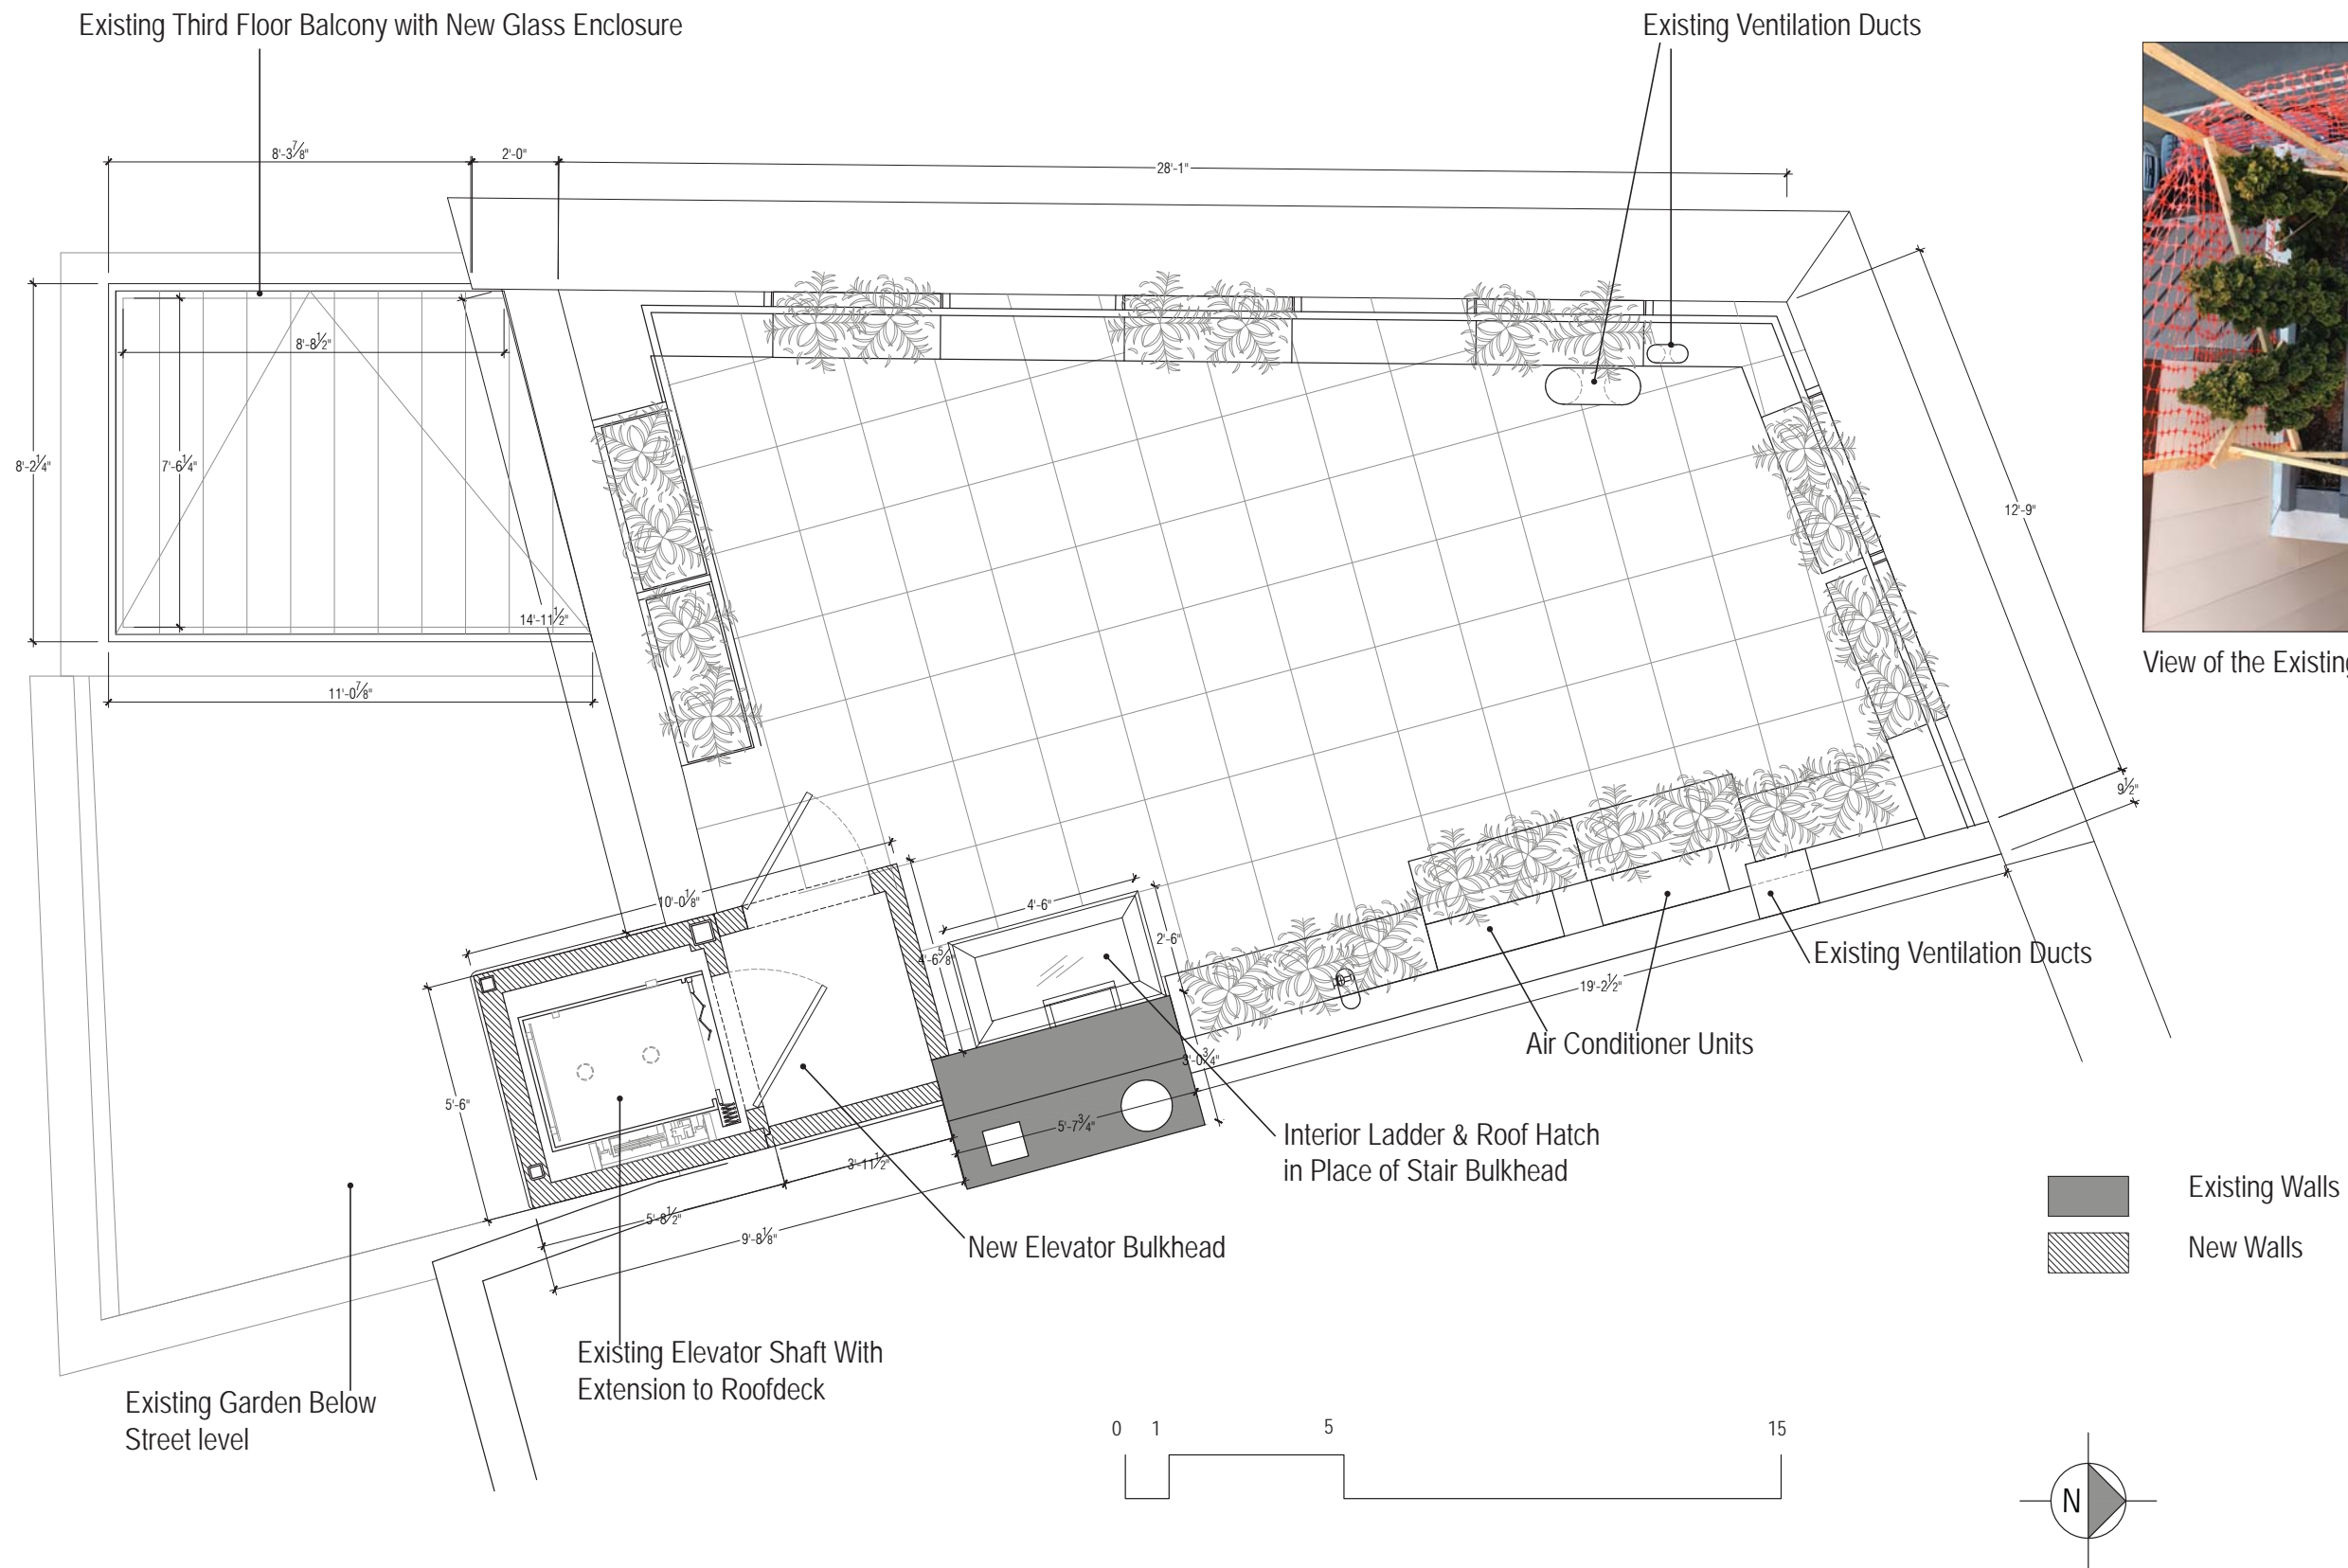 Existing Third Floor Balcony with New Glass Enclosure
Existing Ventilation Ducts
8'-3⅞"
2'-0"
28'-1"
8'-8½"
8'-2¼"
7'-6¼"
12'-9"
14'-11½"
View of the Existing
11'-0⅞"
9½"
10'-0⅛"
4'-6"
4'-6⅝"
2'-6"
Existing Ventilation Ducts
19'-2½"
Air Conditioner Units
3'-0¾"
5'-6"
5'-7¾"
Interior Ladder & Roof Hatch
in Place of Stair Bulkhead
3'-11½"
5'-8½"
9'-8⅛"
New Elevator Bulkhead
Existing Walls
New Walls
Existing Elevator Shaft With
Extension to Roofdeck
Existing Garden Below
Street level
0 1 5 15
N